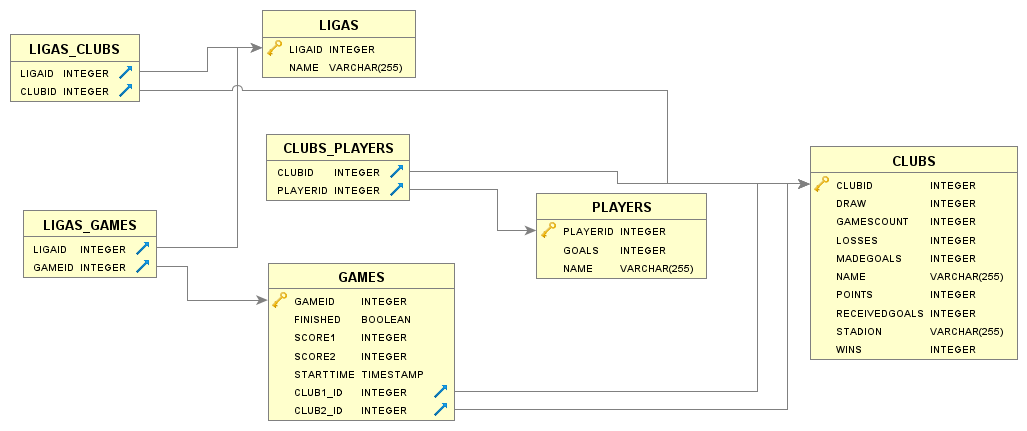 LIGAS
LIGAID INTEGER
NAME VARCHAR(255)
LIGAS_CLUBS
LIGAID INTEGER
CLUBID INTEGER
CLUBS_PLAYERS
CLUBID INTEGER
PLAYERID INTEGER
CLUBS
CLUBID INTEGER
DRAW INTEGER
GAMESCOUNT INTEGER
LOSSES INTEGER
MADEGOALS INTEGER
NAME VARCHAR(255)
POINTS INTEGER
RECEIVEDGOALS INTEGER
STADION VARCHAR(255)
WINS INTEGER
PLAYERS
PLAYERID INTEGER
GOALS INTEGER
NAME VARCHAR(255)
LIGAS_GAMES
LIGAID INTEGER
GAMEID INTEGER
GAMES
GAMEID INTEGER
FINISHED BOOLEAN
SCORE1 INTEGER
SCORE2 INTEGER
STARTTIME TIMESTAMP
CLUB1_ID INTEGER
CLUB2_ID INTEGER